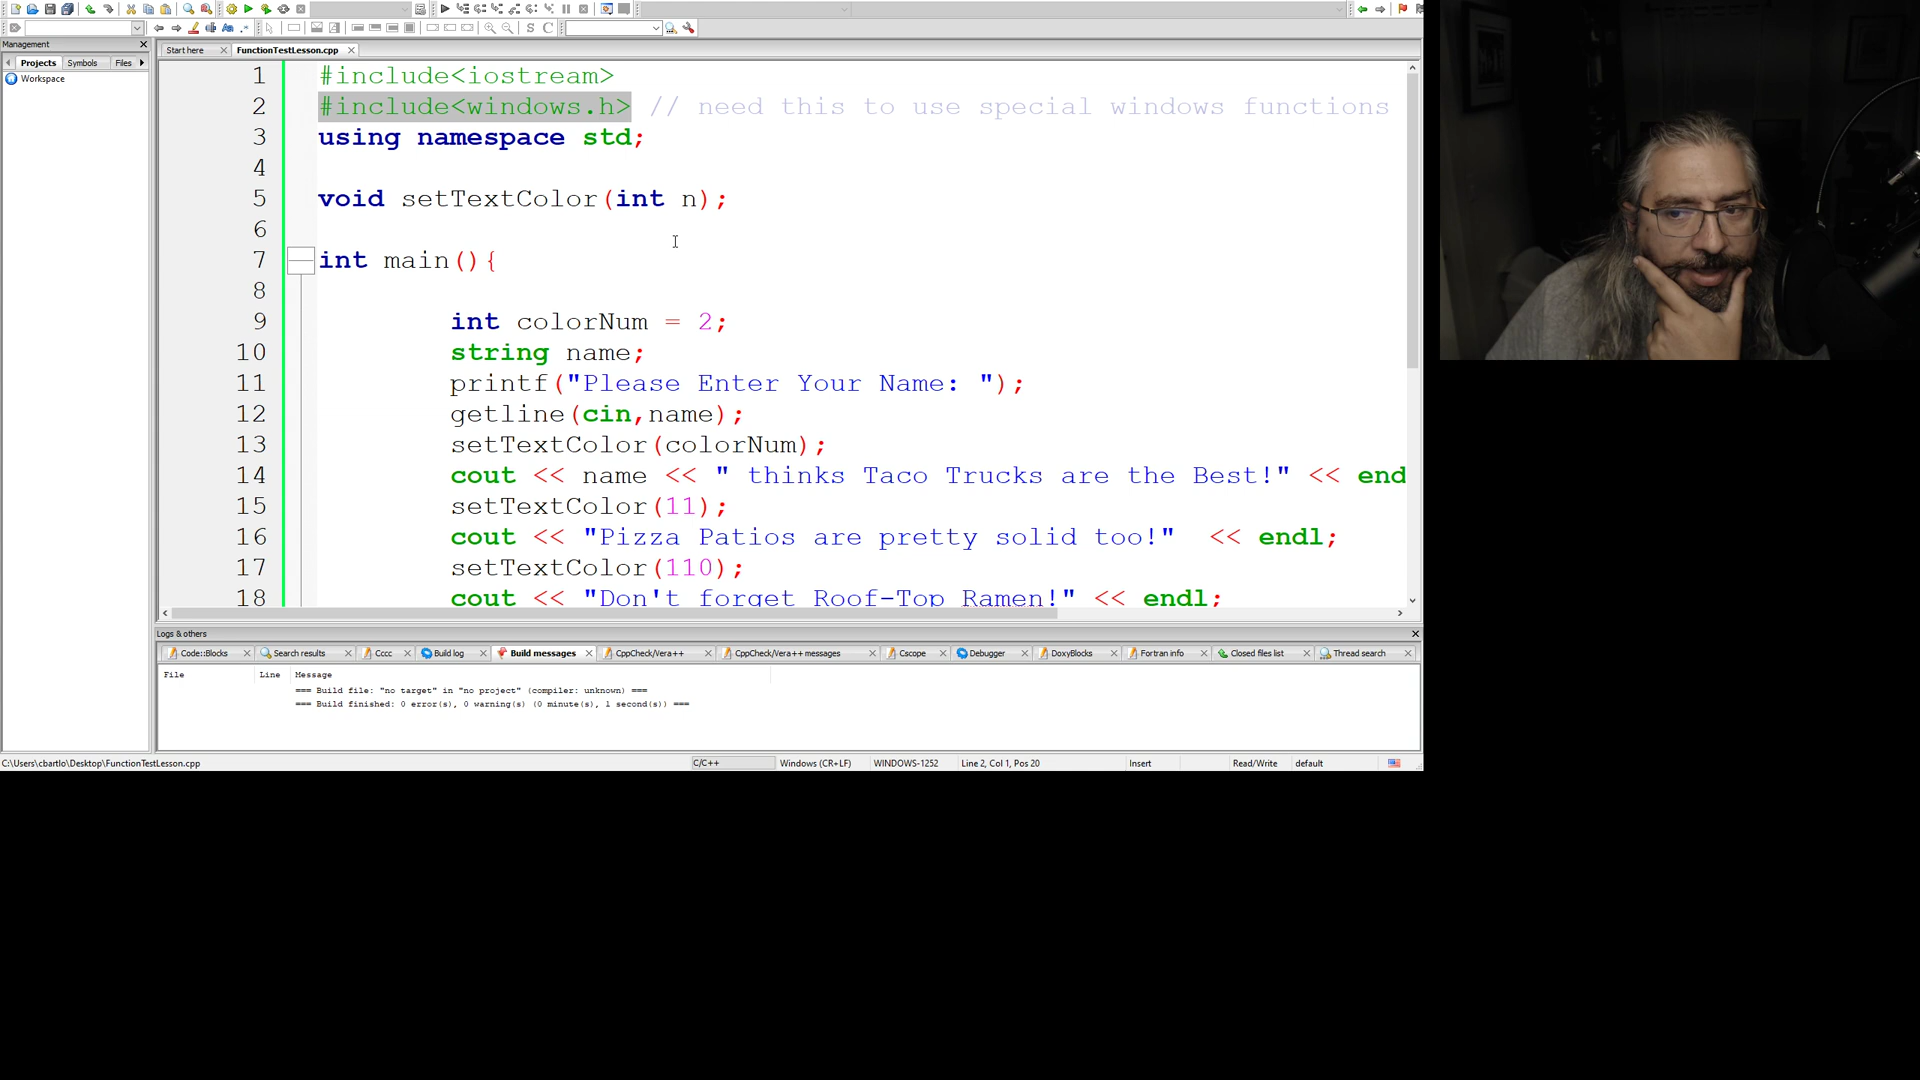 Management
Start here
FunctionTestLesson.cpp
Projects
Symbols
Files
Workspace
1 #include<iostream>
2 #include<windows.h> // need this to use special windows functions
3 using namespace std;
4
5 void setTextColor(int n);
6
7 int main(){
8
9 int colorNum = 2;
10 string name;
11 printf("Please Enter Your Name: ");
12 getline(cin,name);
13 setTextColor(colorNum);
14 cout << name << " thinks Taco Trucks are the Best!" << end
15 setTextColor(11);
16 cout << "Pizza Patios are pretty solid too!"  << endl;
17 setTextColor(110);
18 cout << "Don't forget Roof-Top Ramen!" << endl;
Logs & others
Code::Blocks
Search results
Cccc
Build log
Build messages
CppCheck/Vera++
CppCheck/Vera++ messages
Cscope
Debugger
DoxyBlocks
Fortran info
Closed files list
Thread search
File Line Message
=== Build file: "no target" in "no project" (compiler: unknown) ===
=== Build finished: 0 error(s), 0 warning(s) (0 minute(s), 1 second(s)) ===
C:\Users\cbartlo\Desktop\FunctionTestLesson.cpp
C/C++
Windows (CR+LF)
WINDOWS-1252
Line 2, Col 1, Pos 20
Insert
Read/Write
default